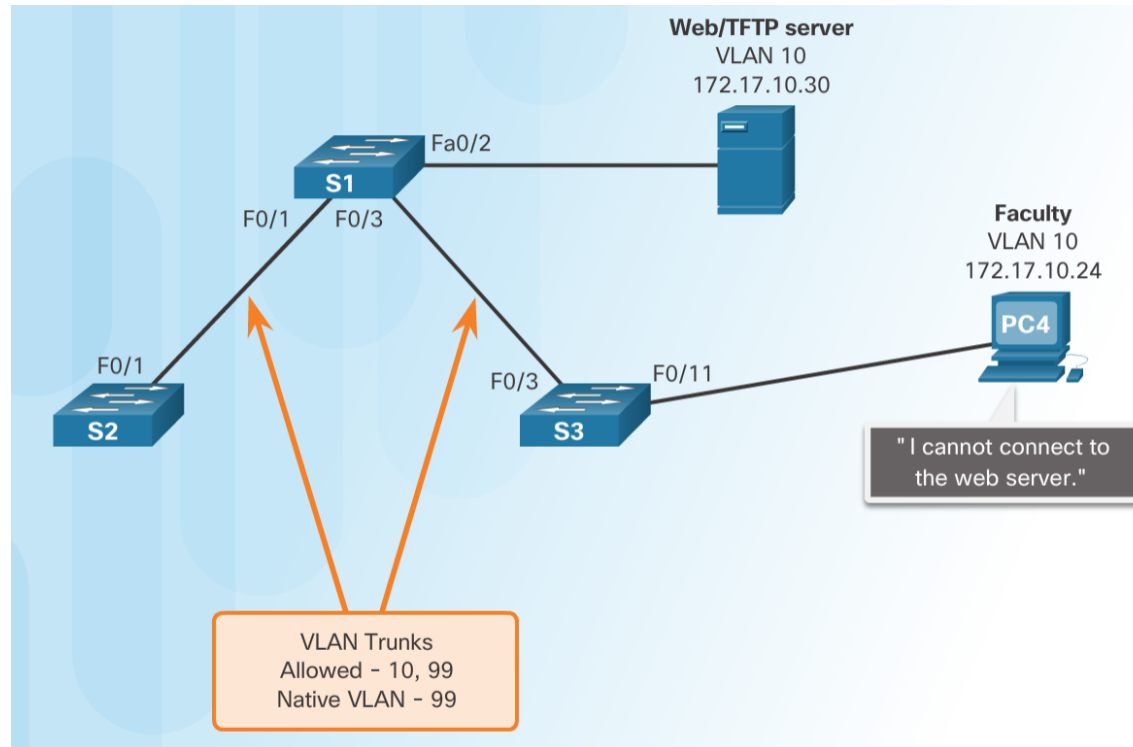 Web/TFTP server
VLAN 10
172.17.10.30
Fa0/2
S1
F0/1
F0/3
Faculty
VLAN 10
172.17.10.24
PC4
F0/1
F0/3
F0/11
S2
S3
" I cannot connect to
the web server."
VLAN Trunks
Allowed - 10, 99
Native VLAN - 99